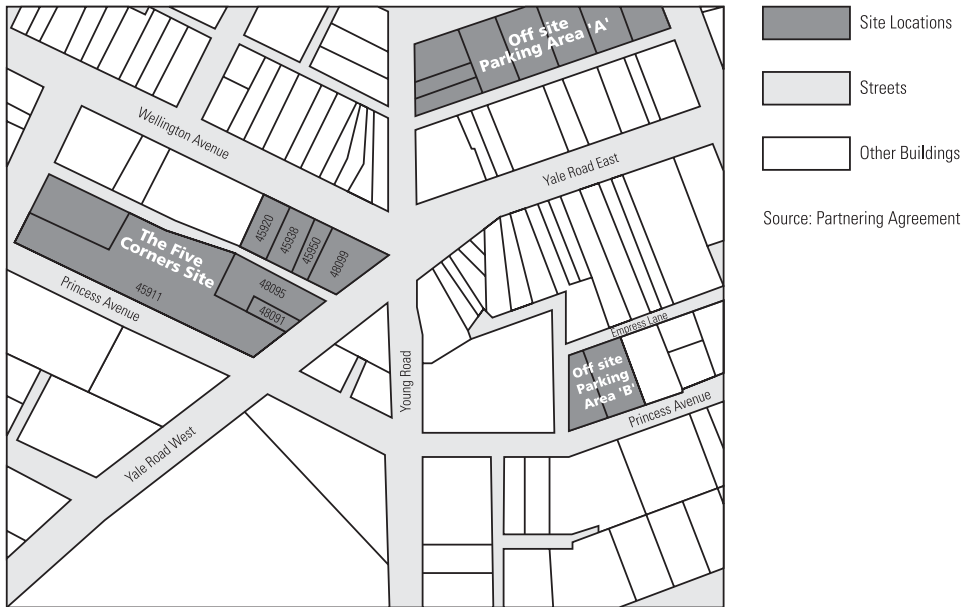 Off site
Parking Area 'A'
Site Locations
Streets
Other Buildings
Source: Partnering Agreement
Wellington Avenue
Yale Road East
45920
45938
45950
48099
The Five
Corners Site
45911
48095
48091
Princess Avenue
Young Road
Empress Lane
Off site
Parking
Area 'B'
Princess Avenue
Yale Road West